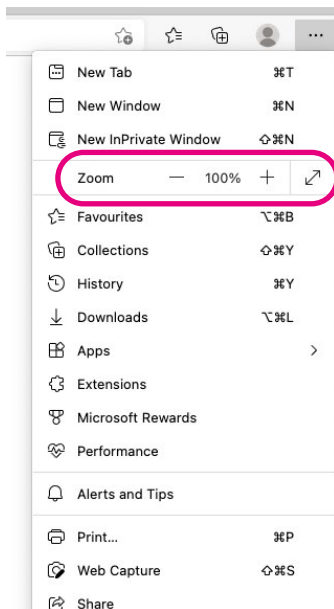 New Tab ⌘T
New Window ⌘N
New InPrivate Window ⇧⌘N
Zoom — 100% +
Favourites ⌥⌘B
Collections ⇧⌘Y
History ⌘Y
Downloads ⌥⌘L
Apps
Extensions
Microsoft Rewards
Performance
Alerts and Tips
Print... ⌘P
Web Capture ⇧⌘S
Share